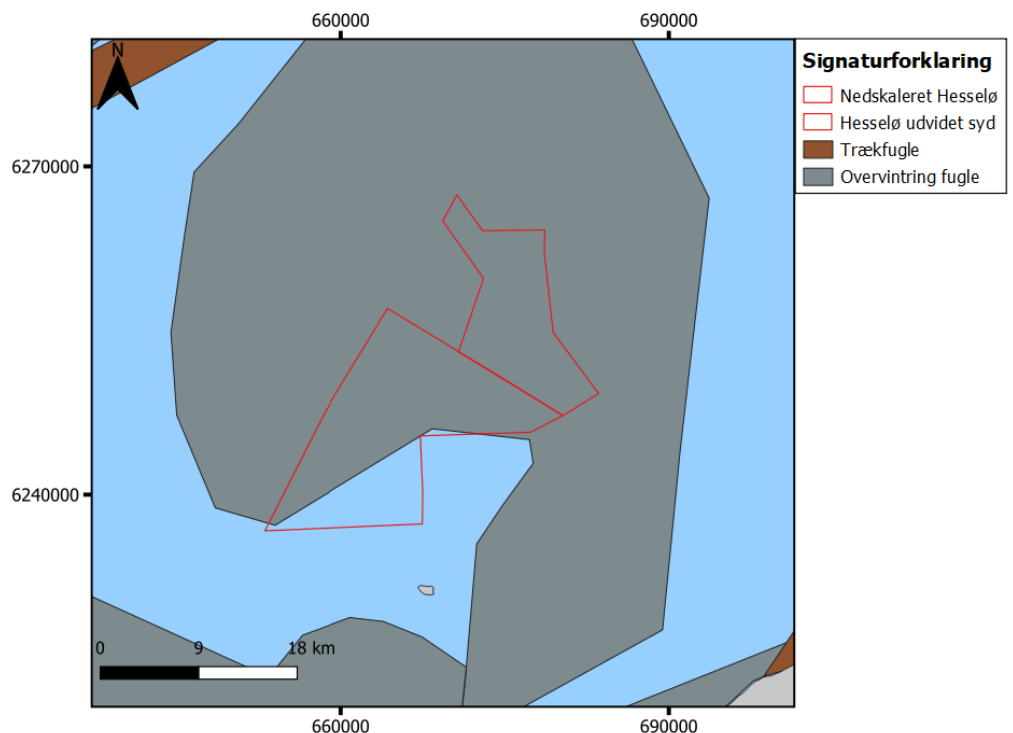 660000 690000
N
Signaturforklaring
Nedskaleret Hesselø
Hesselø udvidet syd
Trækfugle
Overvintring fugle
6270000
6240000
0 9 18 km
660000 690000